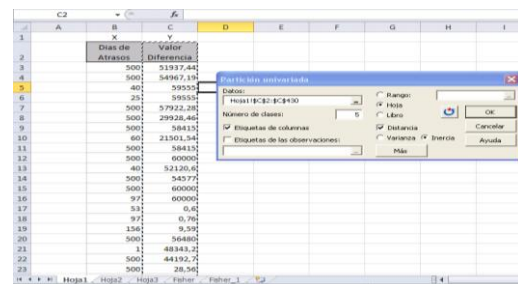 C2 fx
A B C D E F G H I
1 X Y
2 Dias de Atrasos Valor Diferencia
3 500 51937,44
4 500 54967,19
5 40 59555
6 25 59555
7 500 57922,28
8 500 29928,46
9 500 58415
10 60 21501,54
11 500 58415
12 500 60000
13 40 52120,6
14 500 54577
15 500 60000
16 97 60000
17 53 0,6
18 97 0,76
19 156 9,59
20 500 56480
21 1 48343,2
22 500 44192,7
23 500 28,56
Partición univariada
Datos:
Hoja1!$C$2:$C$430
Número de clases: 5
Etiquetas de columnas
Etiquetas de las observaciones:
Rango:
Hoja
Libro
Distancia
Varianza Inercia
Más
OK
Cancelar
Ayuda
Hoja1 Hoja2 Hoja3 Fisher Fisher_1